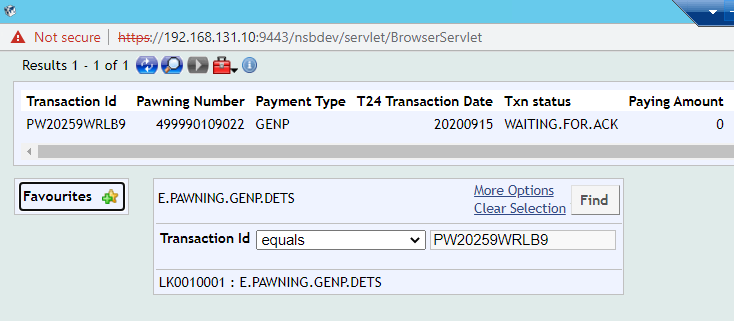 Not secure | https://192.168.131.10:9443/nsbdev/servlet/BrowserServlet
Results 1 - 1 of 1
Transaction Id Pawning Number Payment Type T24 Transaction Date Txn status Paying Amount
PW20259WRLB9 499990109022 GENP 20200915 WAITING.FOR.ACK 0
Favourites
E.PAWNING.GENP.DETS
More Options
Clear Selection
Find
Transaction Id equals PW20259WRLB9
LK0010001 : E.PAWNING.GENP.DETS